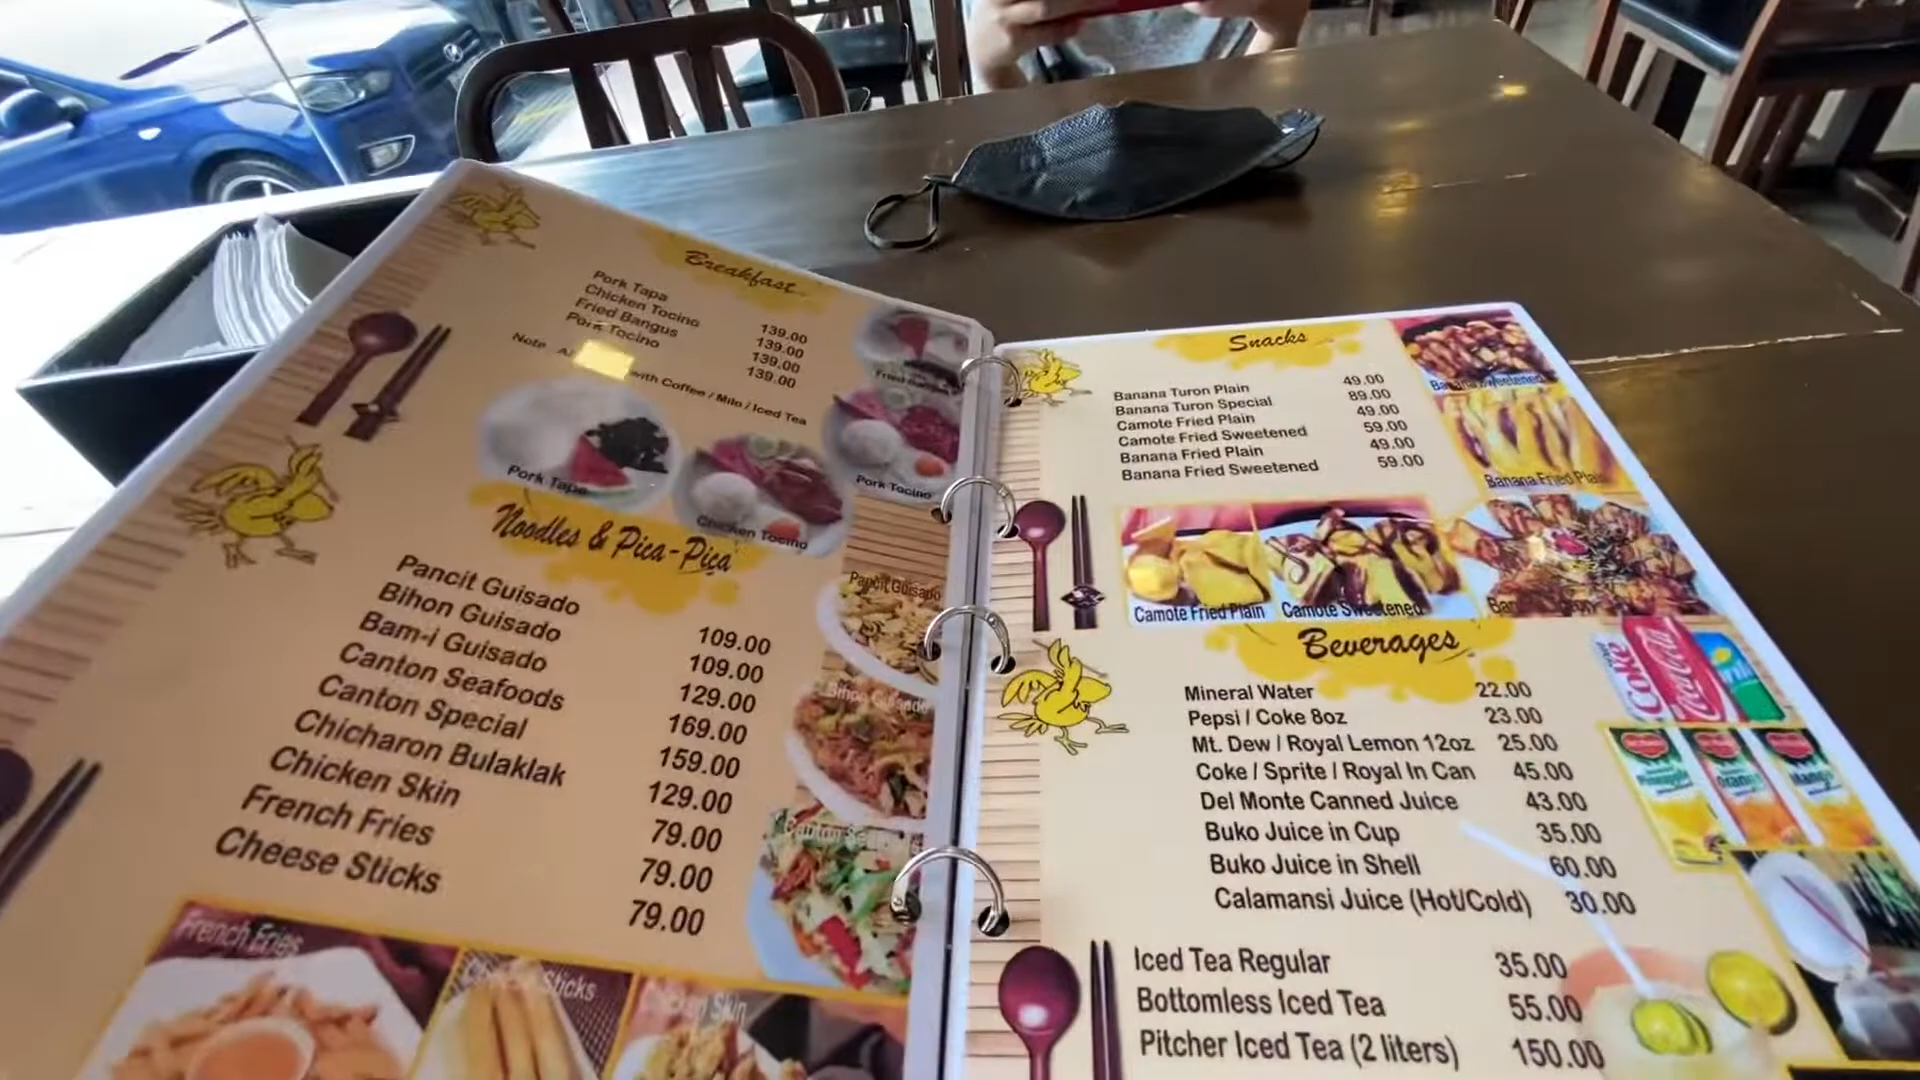 Breakfast
Pork Tapa 139.00
Chicken Tocino 139.00
Fried Bangus 139.00
Pork Tocino 139.00
Note with Coffee / Milo / Iced Tea
Pork Tapa
Chicken Tocino
Pork Tocino
Noodles & Pica-Pica
Pancit Guisado 109.00
Bihon Guisado 109.00
Bam-i Guisado 129.00
Canton Seafoods 169.00
Canton Special 159.00
Chicharon Bulaklak 129.00
Chicken Skin 79.00
French Fries 79.00
Cheese Sticks 79.00
Pancit Guisado
Bihon Guisado
French Fries
Cheese Sticks
Chicken Skin
Snacks
Banana Turon Plain 49.00
Banana Turon Special 89.00
Camote Fried Plain 49.00
Camote Fried Sweetened 59.00
Banana Fried Plain 49.00
Banana Fried Sweetened 59.00
Banana Sweetened
Banana Fried Plain
Camote Fried Plain
Camote Sweetened
Beverages
Mineral Water 22.00
Pepsi / Coke 8oz 23.00
Mt. Dew / Royal Lemon 12oz 25.00
Coke / Sprite / Royal In Can 45.00
Del Monte Canned Juice 43.00
Buko Juice in Cup 35.00
Buko Juice in Shell 60.00
Calamansi Juice (Hot/Cold) 30.00
Iced Tea Regular 35.00
Bottomless Iced Tea 55.00
Pitcher Iced Tea (2 liters) 150.00
Coke
Coca-Cola
Pineapple
Orange
Mango